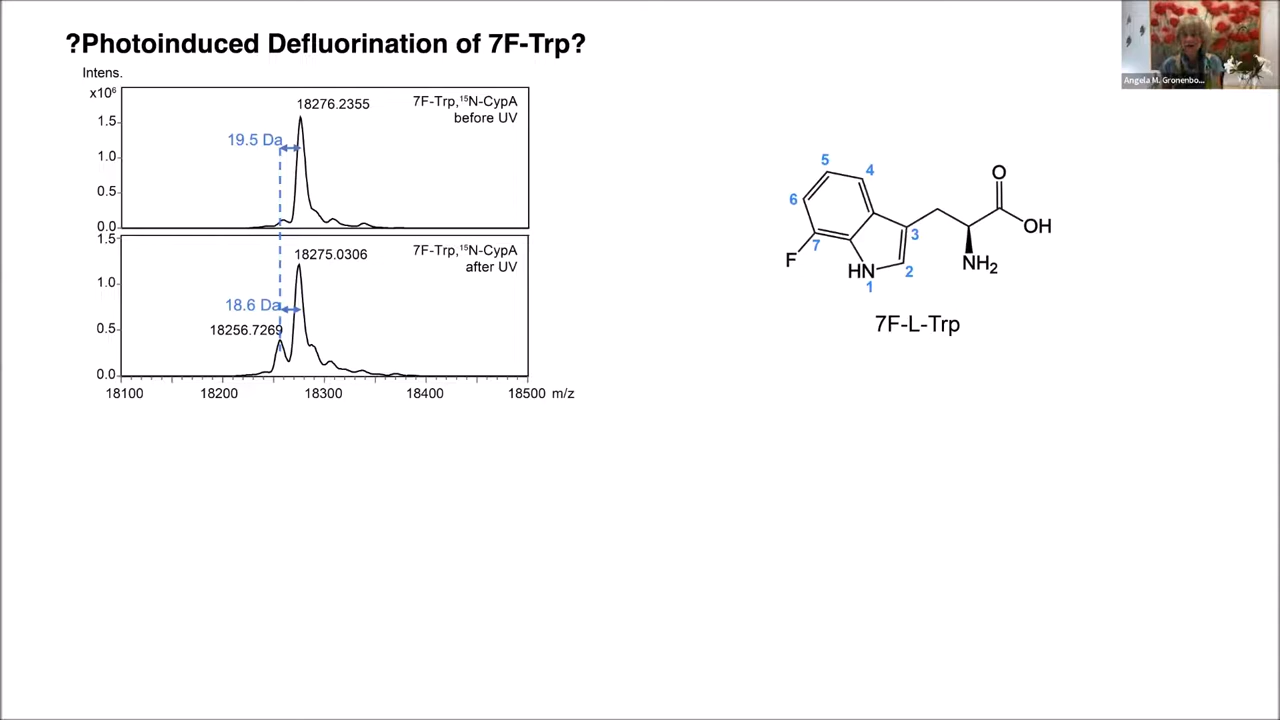 ?Photoinduced Defluorination of 7F-Trp?
Angela M. Gronenbo...
Intens.
x10⁶
1.5
1.0
0.5
0.0
18276.2355
19.5 Da
7F-Trp,¹⁵N-CypA
before UV
1.5
1.0
0.5
0.0
18275.0306
18.6 Da
18256.7269
7F-Trp,¹⁵N-CypA
after UV
18100
18200
18300
18400
18500 m/z
5
4
6
7
3
2
1
F
HN
O
OH
NH₂
7F-L-Trp